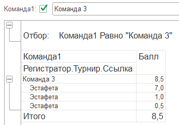 Команда1: Команда 3
Отбор: Команда1 Равно "Команда 3"
Команда1 Балл
Регистратор.Турнир.Ссылка
Команда 3 8,5
Эстафета 7,0
Эстафета 1,0
Эстафета 0,5
Итого 8,5